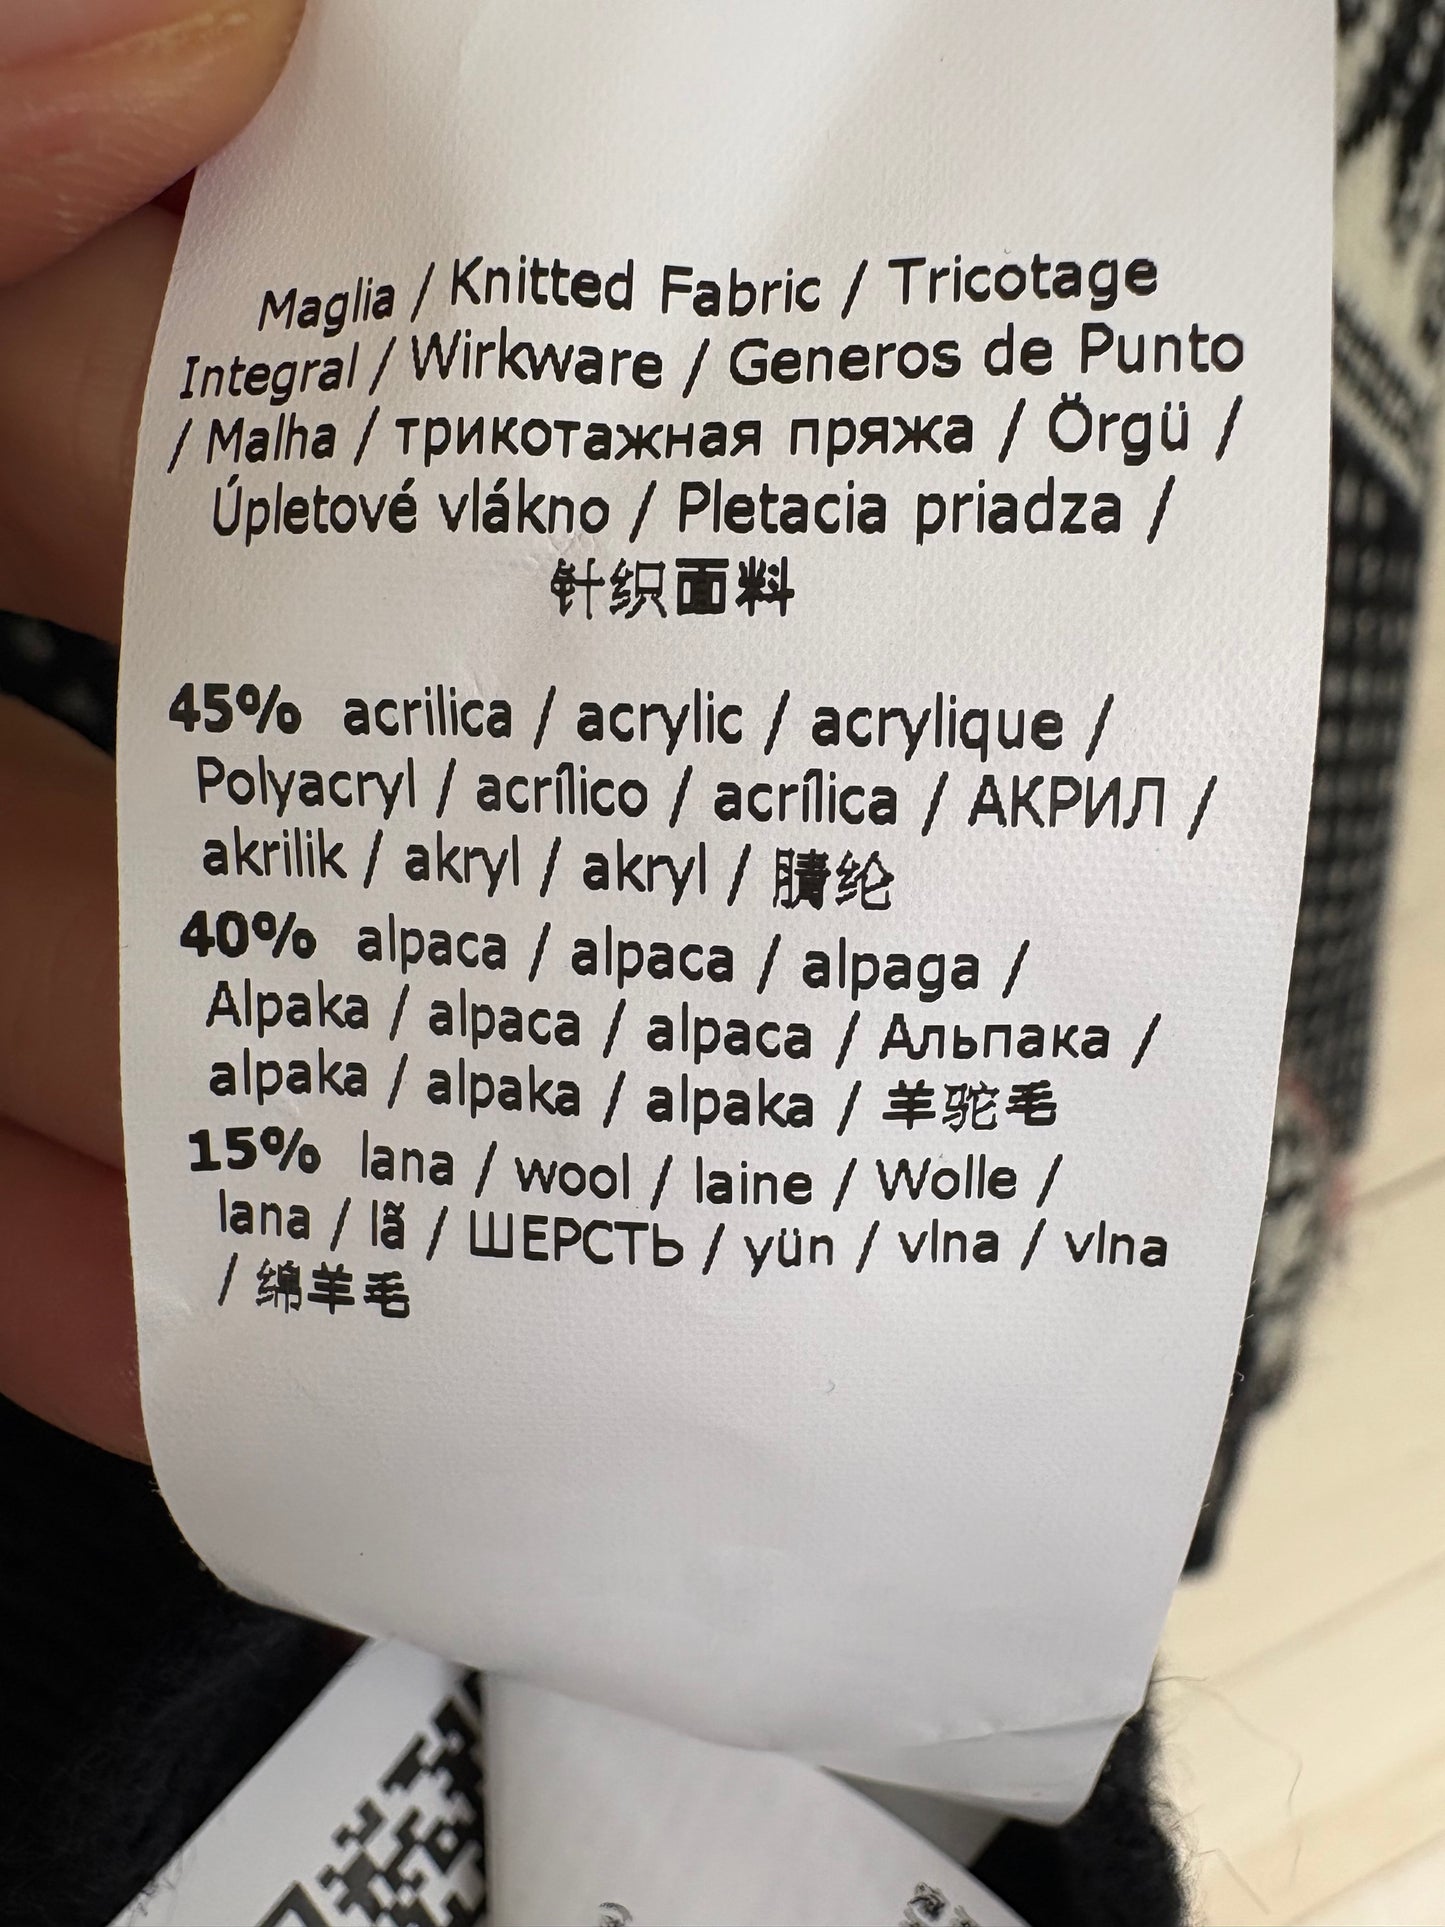 Maglia / Knitted Fabric / Tricotage
Integral / Wirkware / Generos de Punto
/ Malha / трикотажная пряжа / Örgü /
Úpletové vlákno / Pletacia priadza /
针织面料
45% acrilica / acrylic / acrylique /
Polyacryl / acrílico / acrílica / АКРИЛ /
akrilik / akryl / akryl / 腈纶
40% alpaca / alpaca / alpaga /
Alpaka / alpaca / alpaca / Альпака /
alpaka / alpaka / alpaka / 羊驼毛
15% lana / wool / laine / Wolle /
lana / lã / ШЕРСТЬ / yün / vlna / vlna
/ 绵羊毛